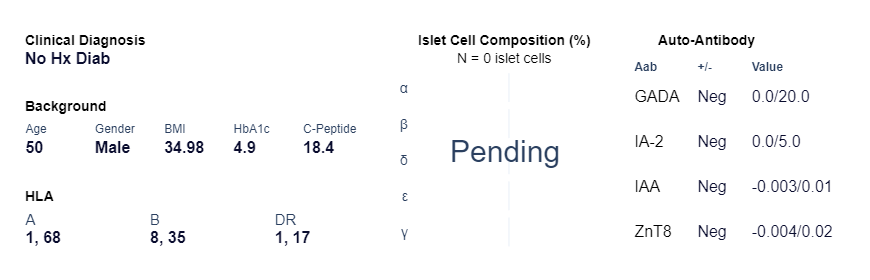 Clinical Diagnosis
No Hx Diab
Background
Age Gender BMI HbA1c C-Peptide
50 Male 34.98 4.9 18.4
HLA
A B DR
1, 68 8, 35 1, 17
Islet Cell Composition (%)
N = 0 islet cells
α
β
δ
ε
γ
Pending
Auto-Antibody
Aab +/- Value
GADA Neg 0.0/20.0
IA-2 Neg 0.0/5.0
IAA Neg -0.003/0.01
ZnT8 Neg -0.004/0.02